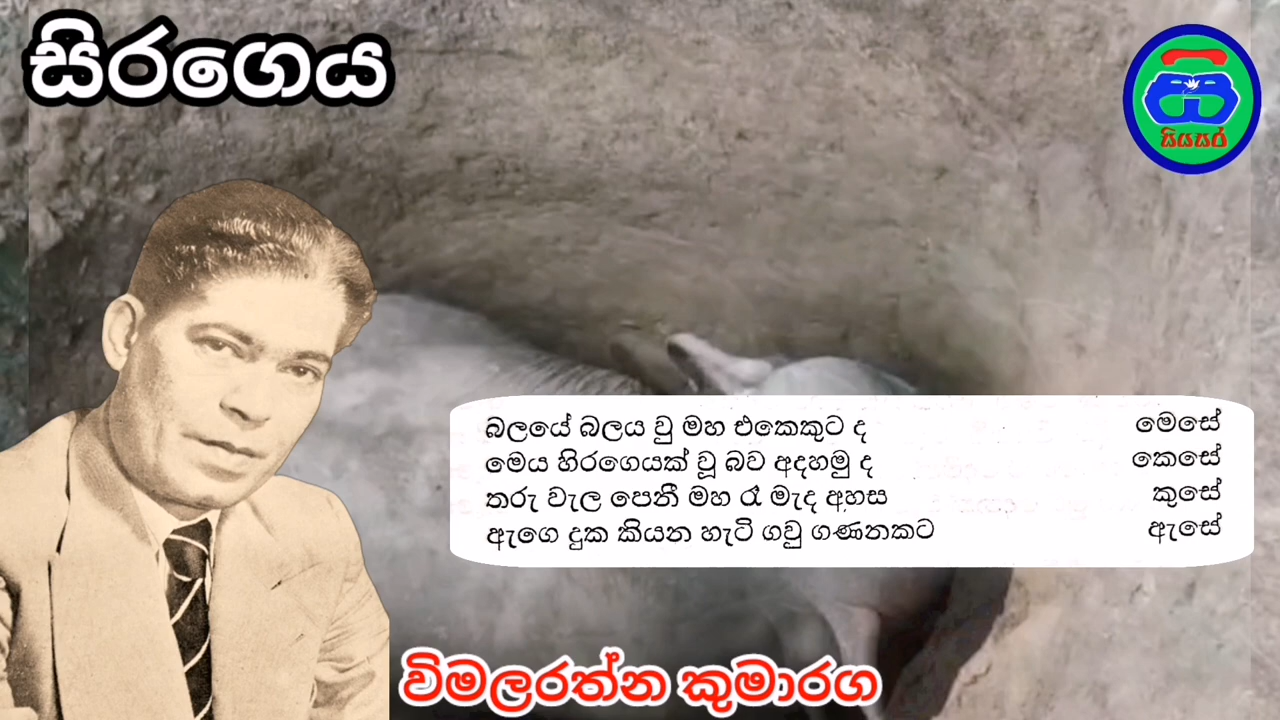 සිරගෙය
සියසර
බලයේ බලය වු මහ එකෙකුට ද මෙසේ
මෙය හිරගෙයක් වූ බව අදහමු ද කෙසේ
තරු වැල පෙනී මහ රෑ මැද අහස කුසේ
ඇගෙ දුක කියන හැටි ගවු ගණනකට ඇසේ
විමලරත්න කුමාරග